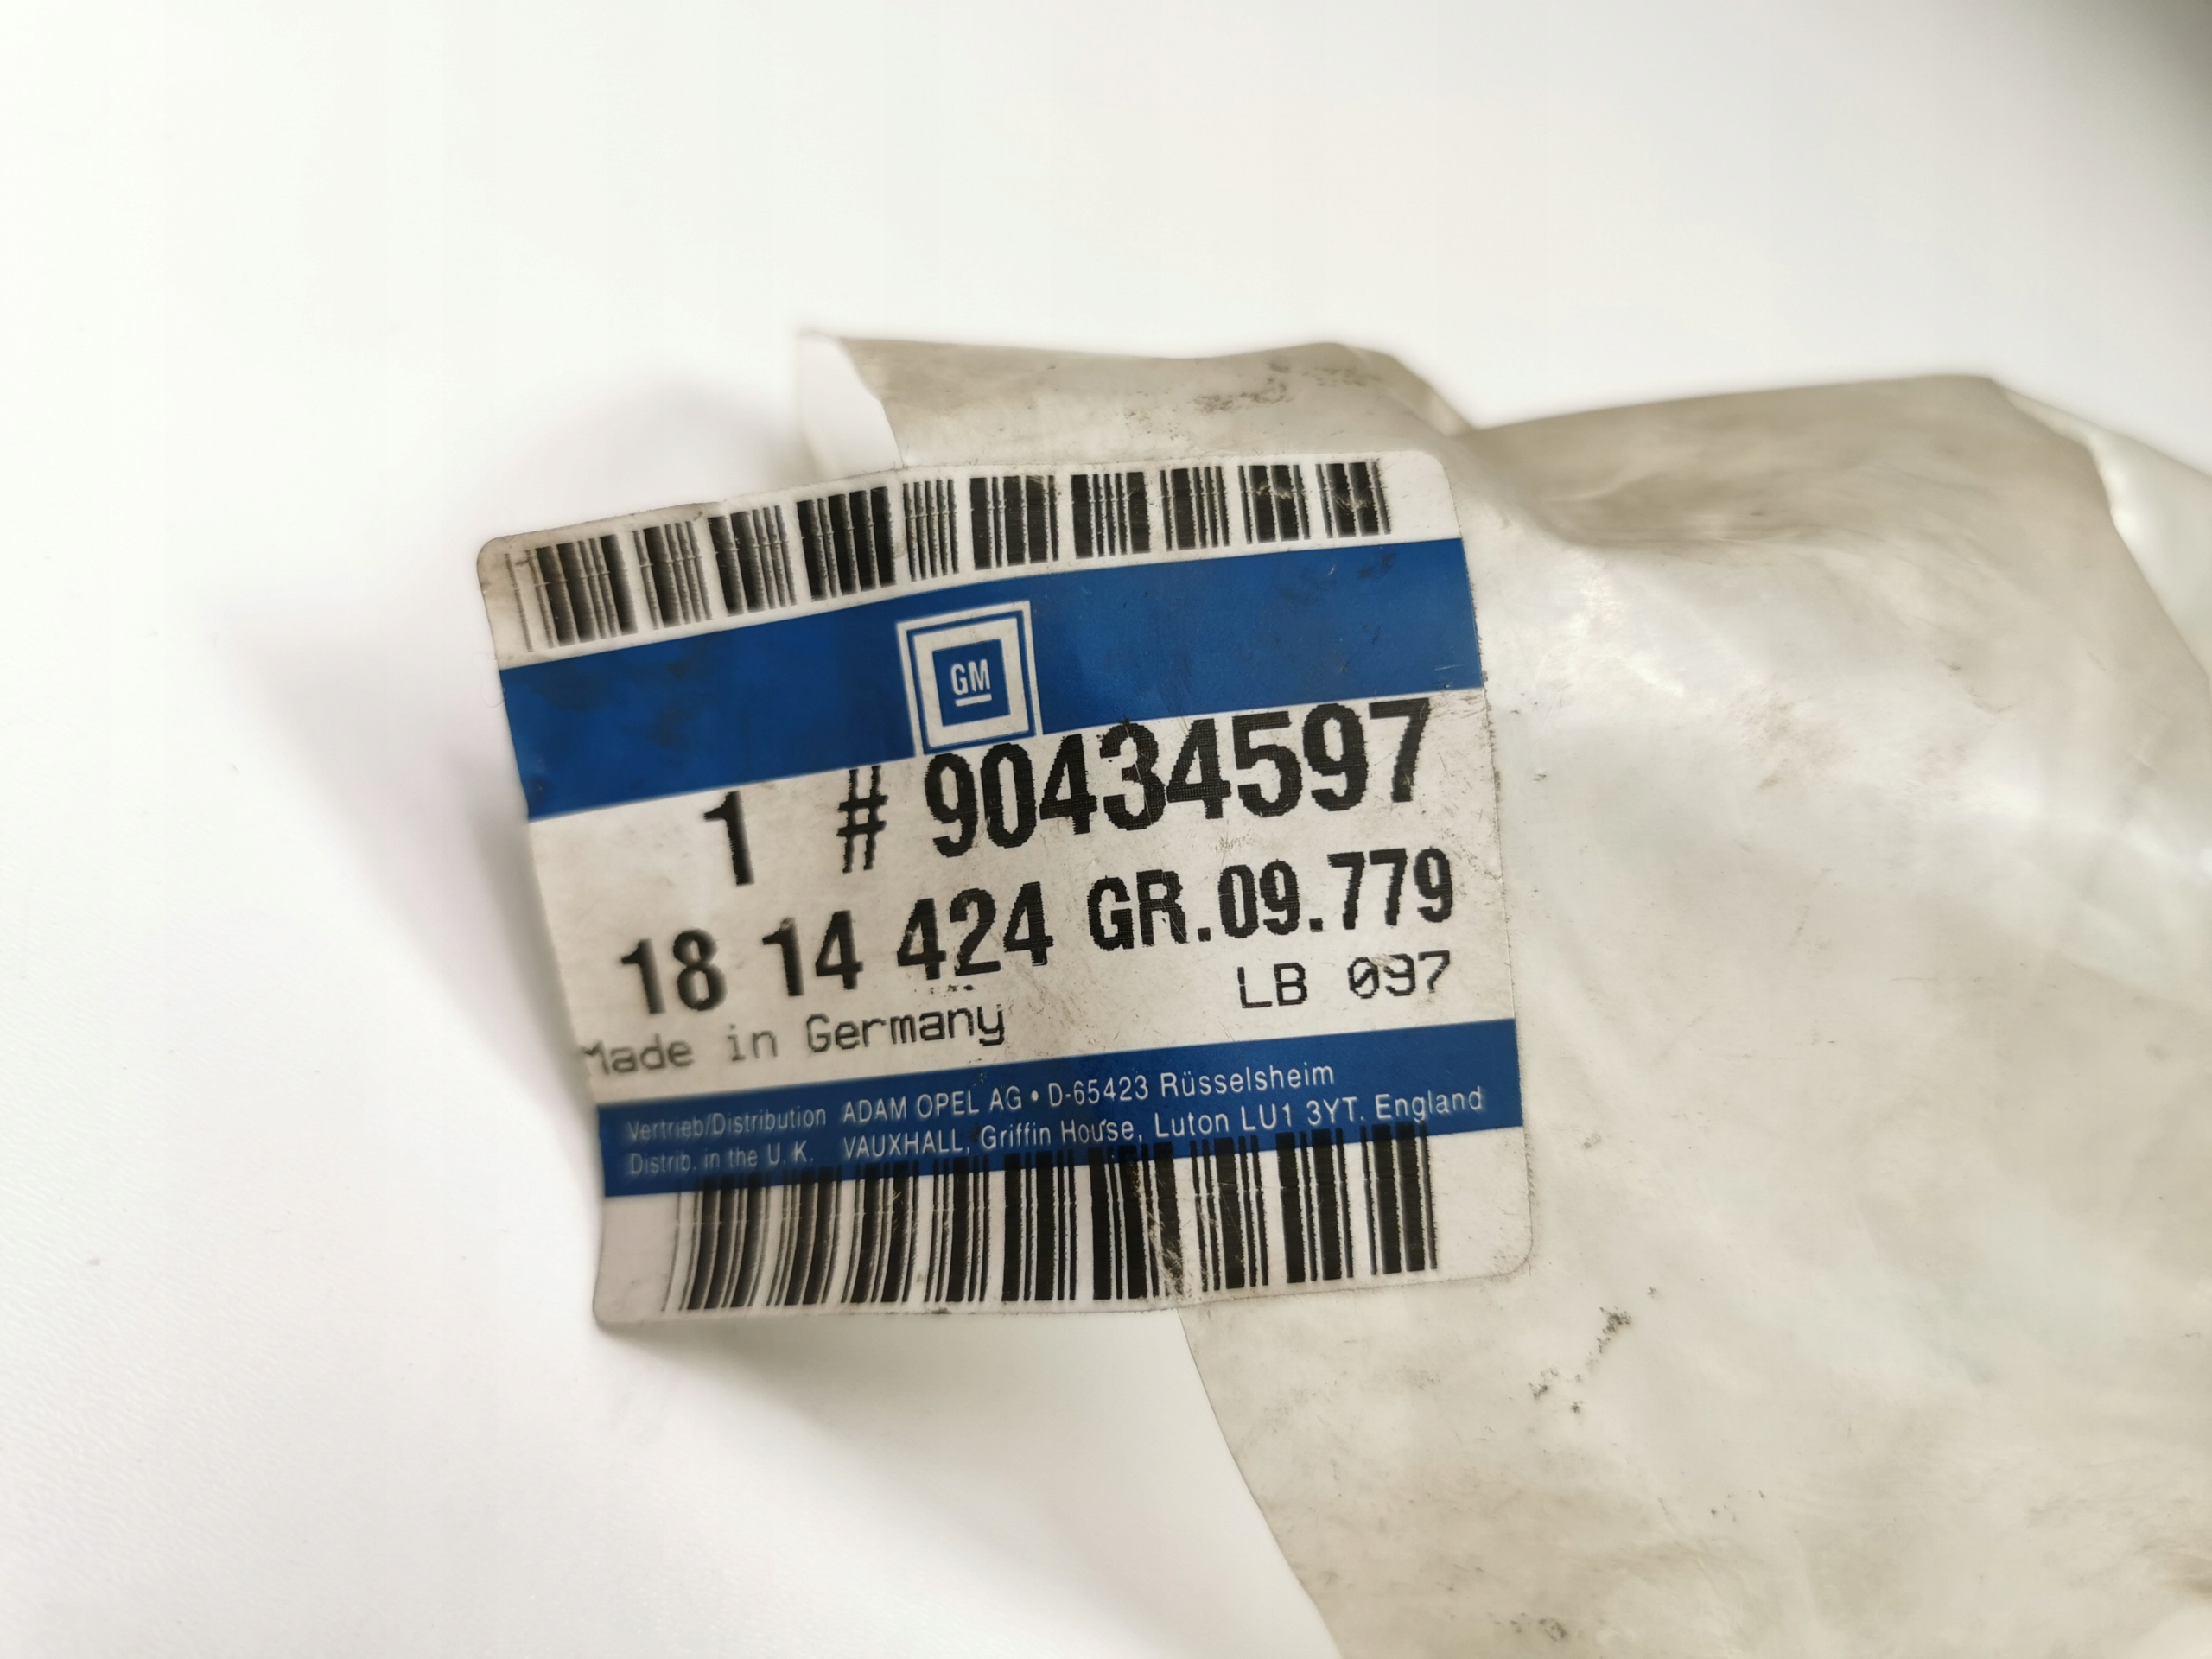 GM
1 # 90434597
18 14 424 GR.09.779
LB 097
Made in Germany
Vertrieb/Distribution ADAM OPEL AG • D-65423 Rüsselsheim
Distrib. in the U. K. VAUXHALL, Griffin House, Luton LU1 3YT. England